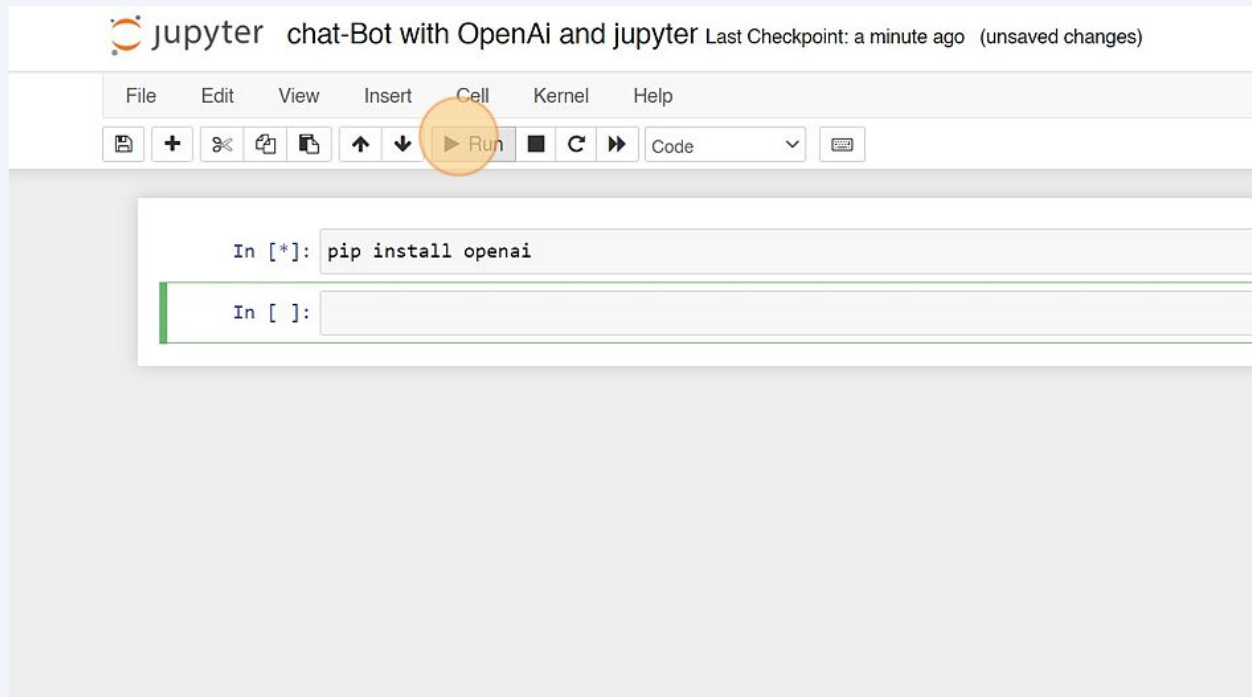 jupyter chat-Bot with OpenAi and jupyter Last Checkpoint: a minute ago (unsaved changes)
File Edit View Insert Cell Kernel Help
Run Code
In [*]: pip install openai
In [ ]: